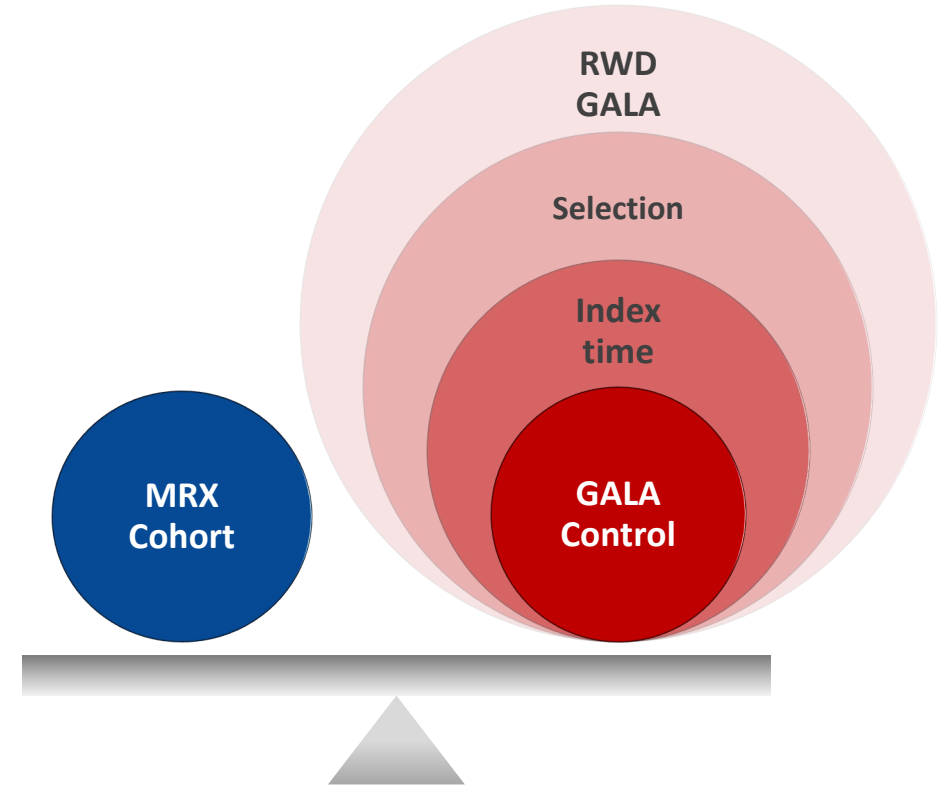 RWD
GALA
Selection
Index
time
MRX
Cohort
GALA
Control